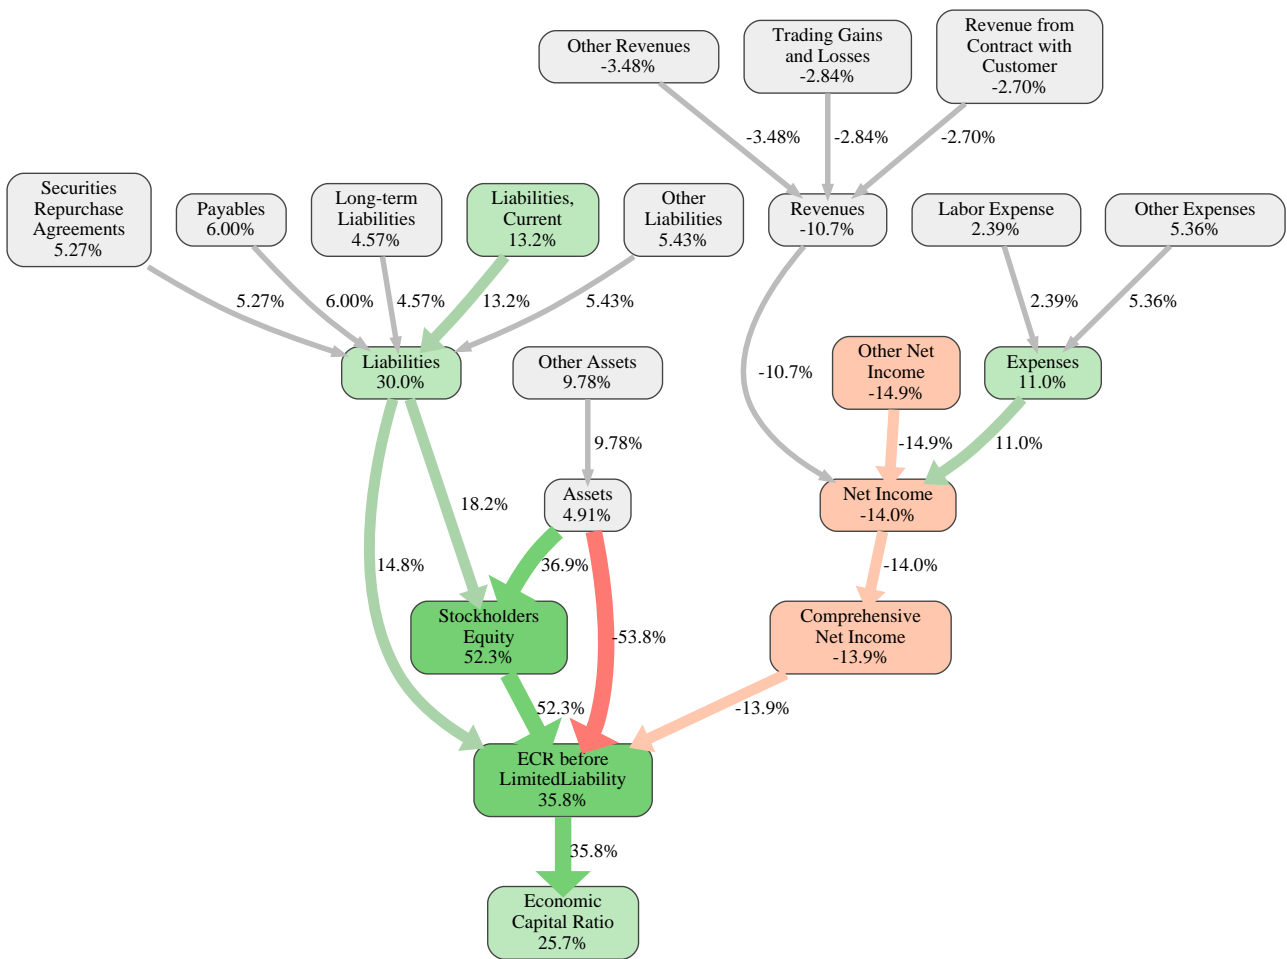 Other Revenues
-3.48%
Trading Gains
and Losses
-2.84%
Revenue from
Contract with
Customer
-2.70%
-3.48%
-2.84%
-2.70%
Securities
Repurchase
Agreements
5.27%
Payables
6.00%
Long-term
Liabilities
4.57%
Liabilities,
Current
13.2%
Other
Liabilities
5.43%
Revenues
-10.7%
Labor Expense
2.39%
Other Expenses
5.36%
5.27%
6.00%
4.57%
13.2%
5.43%
2.39%
5.36%
Liabilities
30.0%
Other Assets
9.78%
-10.7%
Other Net
Income
-14.9%
Expenses
11.0%
9.78%
-14.9%
11.0%
18.2%
Assets
4.91%
Net Income
-14.0%
14.8%
36.9%
-14.0%
Stockholders
Equity
52.3%
-53.8%
Comprehensive
Net Income
-13.9%
52.3%
-13.9%
ECR before
LimitedLiability
35.8%
35.8%
Economic
Capital Ratio
25.7%